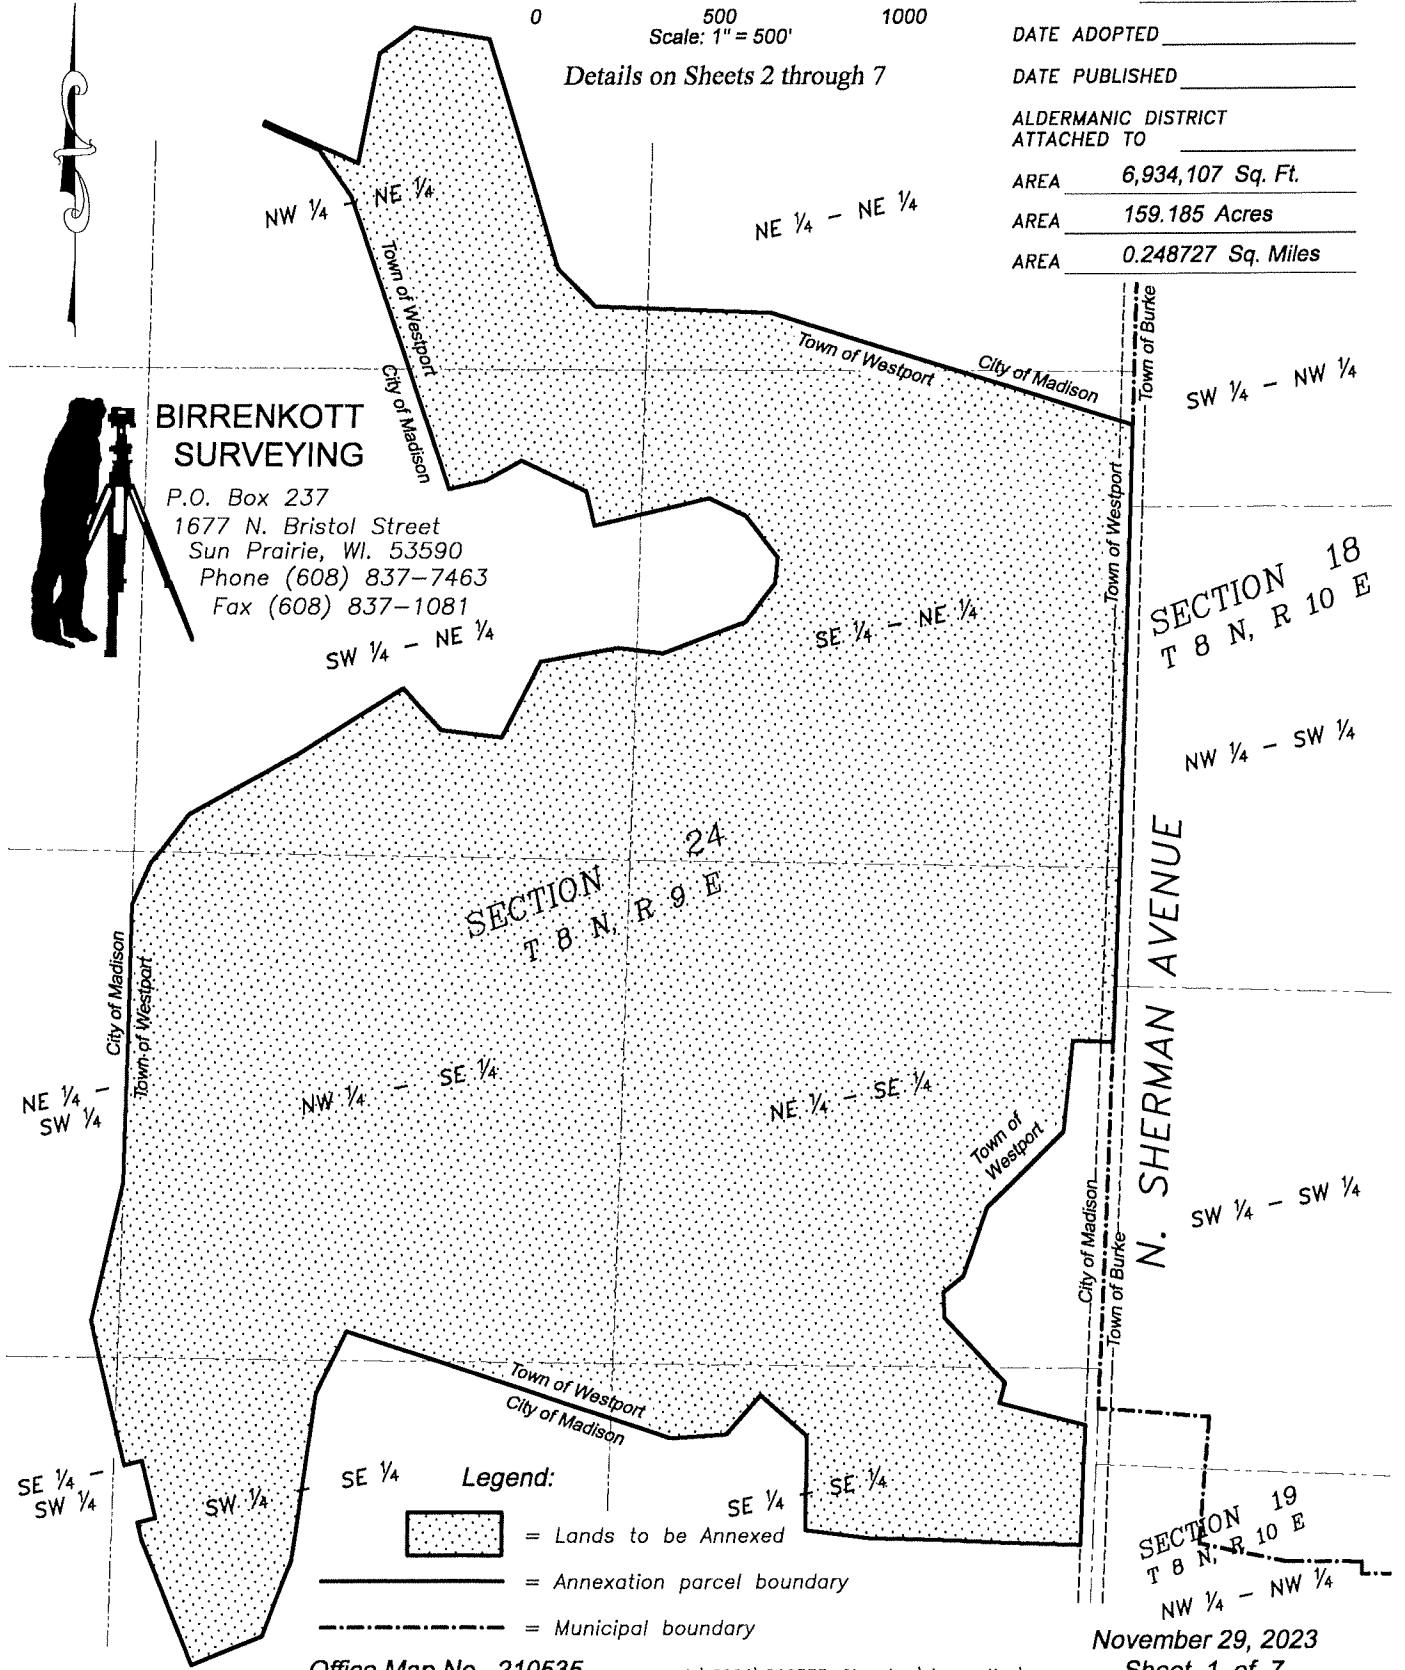 0 500 1000
Scale: 1" = 500'
Details on Sheets 2 through 7
DATE ADOPTED
DATE PUBLISHED
ALDERMANIC DISTRICT
ATTACHED TO
AREA 6,934,107 Sq. Ft.
AREA 159.185 Acres
AREA 0.248727 Sq. Miles
NW ¼ - NE ¼
NE ¼ - NE ¼
Town of Westport
City of Madison
Town of Westport
City of Madison
Town of Burke
SW ¼ - NW ¼
BIRRENKOTT
SURVEYING
P.O. Box 237
1677 N. Bristol Street
Sun Prairie, WI. 53590
Phone (608) 837-7463
Fax (608) 837-1081
Town of Westport
SECTION 18
T 8 N, R 10 E
SW ¼ - NE ¼
SE ¼ - NE ¼
NW ¼ - SW ¼
SECTION 24
T 8 N, R 9 E
N. SHERMAN AVENUE
City of Madison
Town of Westport
NE ¼ -
SW ¼
NW ¼ - SE ¼
NE ¼ - SE ¼
Town of
Westport
City of Madison
Town of Burke
SW ¼ - SW ¼
Town of Westport
City of Madison
SE ¼ -
SW ¼
SW ¼ - SE ¼
SE ¼ - SE ¼
SECTION 19
T 8 N, R 10 E
NW ¼ - NW ¼
Legend:
= Lands to be Annexed
= Annexation parcel boundary
= Municipal boundary
November 29, 2023
Office Map No. 210535
Sheet 1 of 7